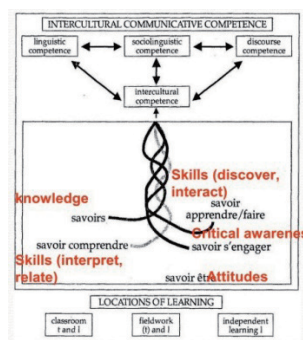 INTERCULTURAL COMMUNICATIVE COMPETENCE
linguistic competence
sociolinguistic competence
discourse competence
intercultural competence
Skills (discover, interact)
knowledge
savoirs
savoir apprendre/faire
Critical awarenes
savoir comprendre
savoir s'engager
Skills (interpret, relate)
savoir être
Attitudes
LOCATIONS OF LEARNING
classroom t and l
fieldwork (t) and l
independent learning l